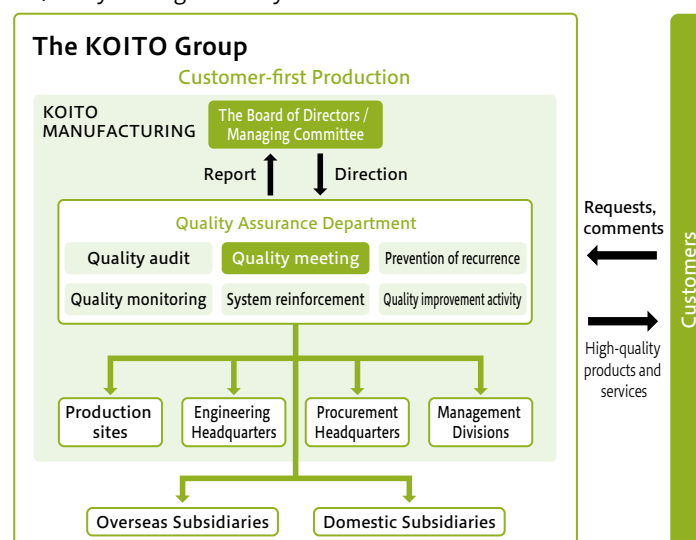 The KOITO Group
Customer-first Production
KOITO
MANUFACTURING
The Board of Directors /
Managing Committee
Report
Direction
Quality Assurance Department
Quality audit
Quality meeting
Prevention of recurrence
Quality monitoring
System reinforcement
Quality improvement activity
Production
sites
Engineering
Headquarters
Procurement
Headquarters
Management
Divisions
Overseas Subsidiaries
Domestic Subsidiaries
Requests,
comments
High-quality
products and
services
Customers